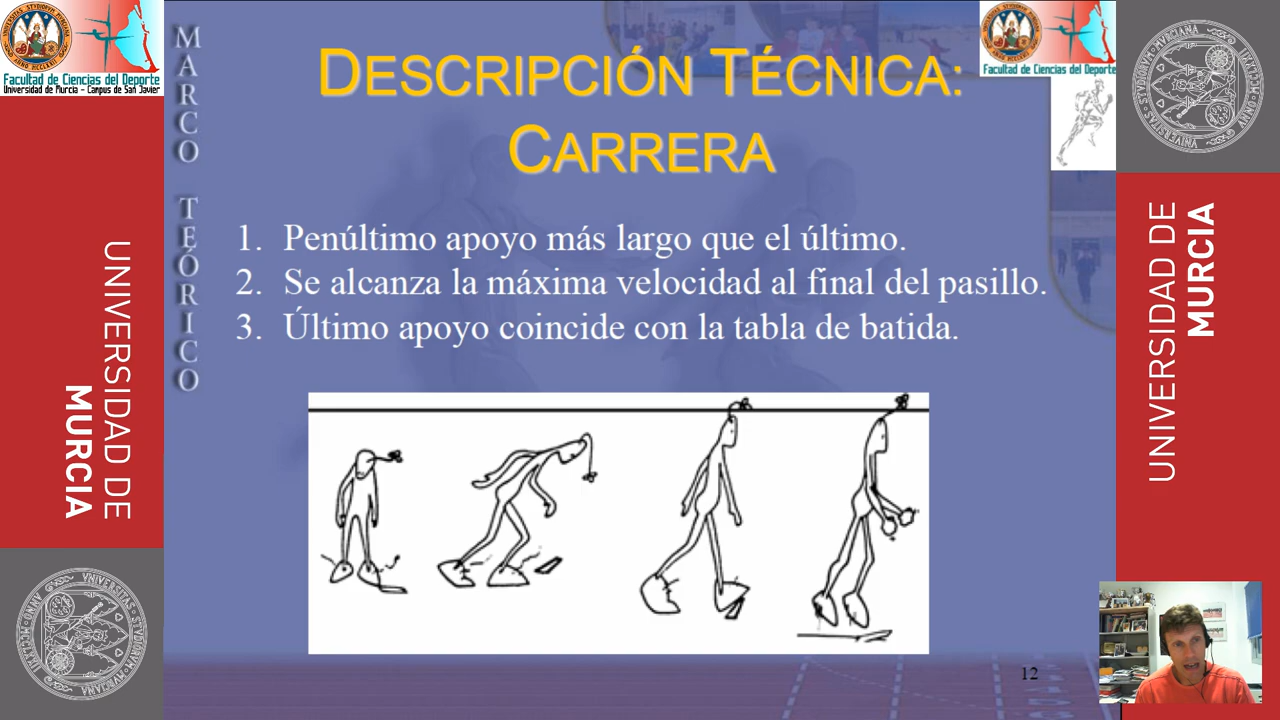 Facultad de Ciencias del Deporte
Universidad de Murcia - Campus de San Javier
UNIVERSIDAD DE
MURCIA
MARCO TEÓRICO
DESCRIPCIÓN TÉCNICA:
CARRERA
1. Penúltimo apoyo más largo que el último.
2. Se alcanza la máxima velocidad al final del pasillo.
3. Último apoyo coincide con la tabla de batida.
12
Facultad de Ciencias del Deporte
UNIVERSIDAD DE
MURCIA